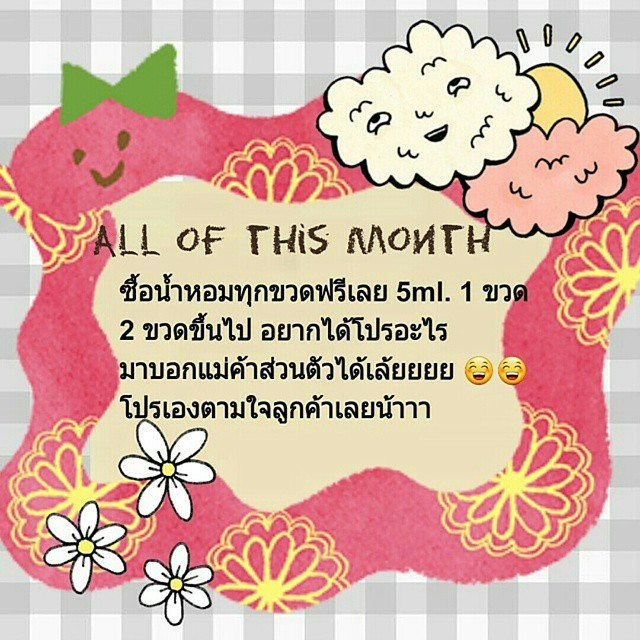 ALL OF THiS MONTH
ซื้อน้ำหอมทุกขวดฟรีเลย 5ml. 1 ขวด
2 ขวดขึ้นไป อยากได้โปรอะไร
มาบอกแม่ค้าส่วนตัวได้เล้ยยยย 😁😁
โปรเองตามใจลูกค้าเลยน้าาา